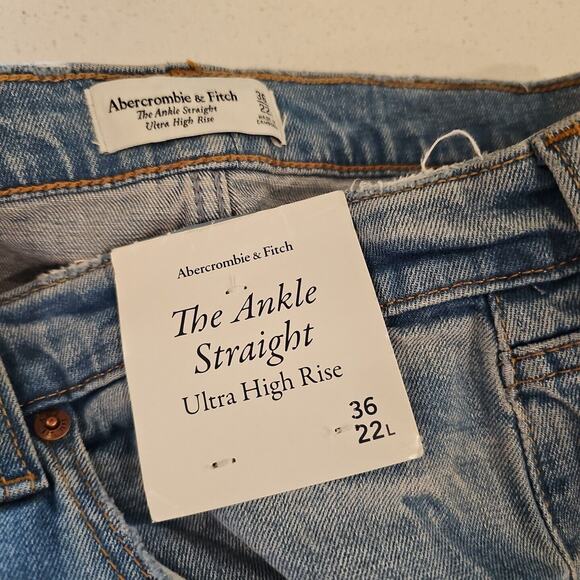 Abercrombie & Fitch
The Ankle Straight
Ultra High Rise
Abercrombie & Fitch
The Ankle
Straight
Ultra High Rise
36
22L